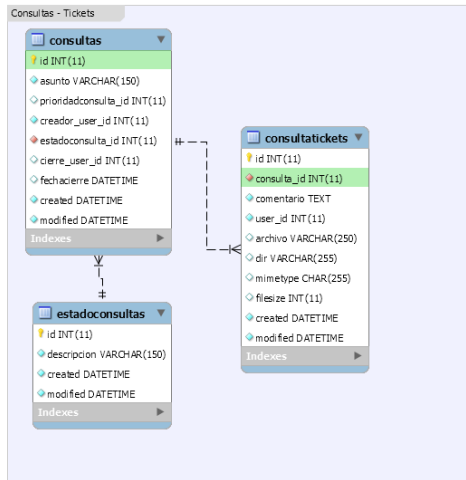 Consultas - Tickets
consultas
id INT(11)
asunto VARCHAR(150)
prioridadconsulta_id INT(11)
creador_user_id INT(11)
estadoconsulta_id INT(11)
cierre_user_id INT(11)
fechacierre DATETIME
created DATETIME
modified DATETIME
Indexes
consultatickets
id INT(11)
consulta_id INT(11)
comentario TEXT
user_id INT(11)
archivo VARCHAR(250)
dir VARCHAR(255)
mimetype CHAR(255)
filesize INT(11)
created DATETIME
modified DATETIME
Indexes
estadoconsultas
id INT(11)
descripcion VARCHAR(150)
created DATETIME
modified DATETIME
Indexes